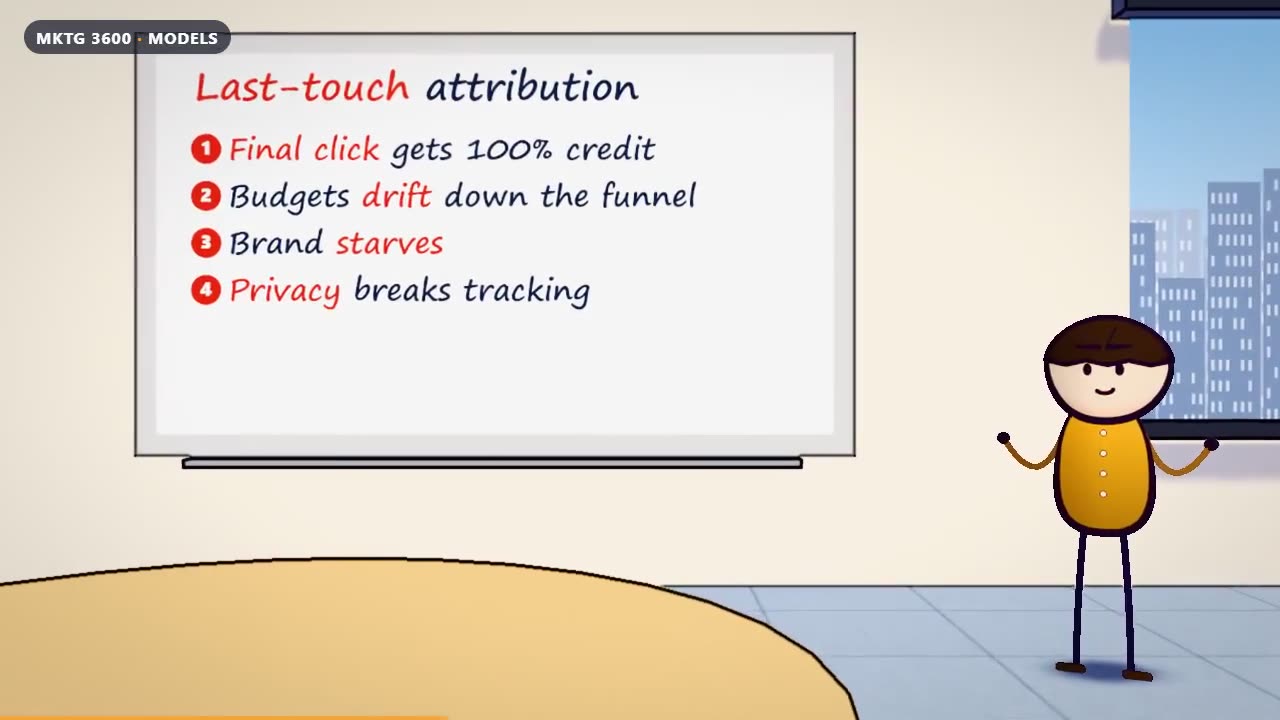 MKTG 3600 · MODELS
Last-touch attribution
1 Final click gets 100% credit
2 Budgets drift down the funnel
3 Brand starves
4 Privacy breaks tracking